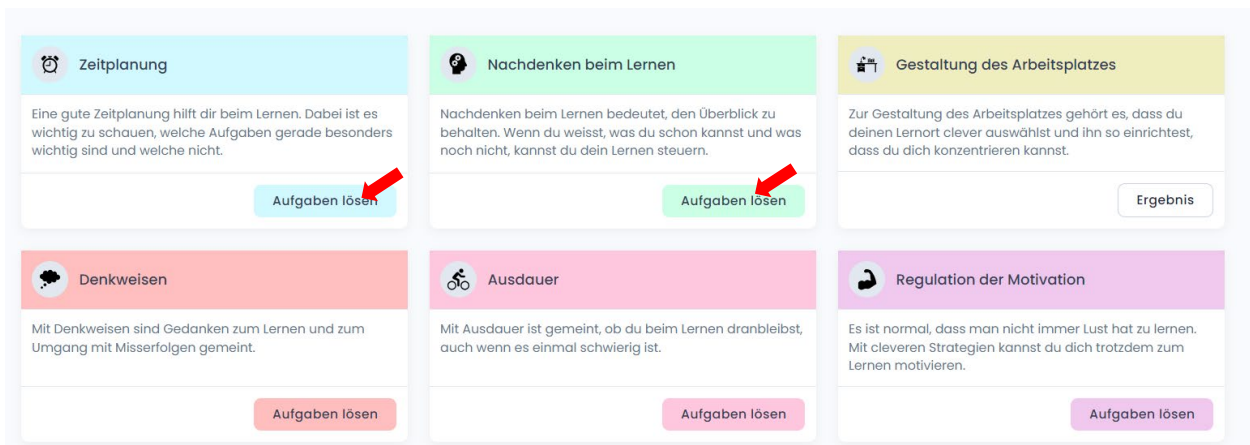 Zeitplanung
Eine gute Zeitplanung hilft dir beim Lernen. Dabei ist es
wichtig zu schauen, welche Aufgaben gerade besonders
wichtig sind und welche nicht.
Aufgaben lösen
Nachdenken beim Lernen
Nachdenken beim Lernen bedeutet, den Überblick zu
behalten. Wenn du weisst, was du schon kannst und was
noch nicht, kannst du dein Lernen steuern.
Aufgaben lösen
Gestaltung des Arbeitsplatzes
Zur Gestaltung des Arbeitsplatzes gehört es, dass du
deinen Lernort clever auswählst und ihn so einrichtest,
dass du dich konzentrieren kannst.
Ergebnis
Denkweisen
Mit Denkweisen sind Gedanken zum Lernen und zum
Umgang mit Misserfolgen gemeint.
Aufgaben lösen
Ausdauer
Mit Ausdauer ist gemeint, ob du beim Lernen dranbleibst,
auch wenn es einmal schwierig ist.
Aufgaben lösen
Regulation der Motivation
Es ist normal, dass man nicht immer Lust hat zu lernen.
Mit cleveren Strategien kannst du dich trotzdem zum
Lernen motivieren.
Aufgaben lösen